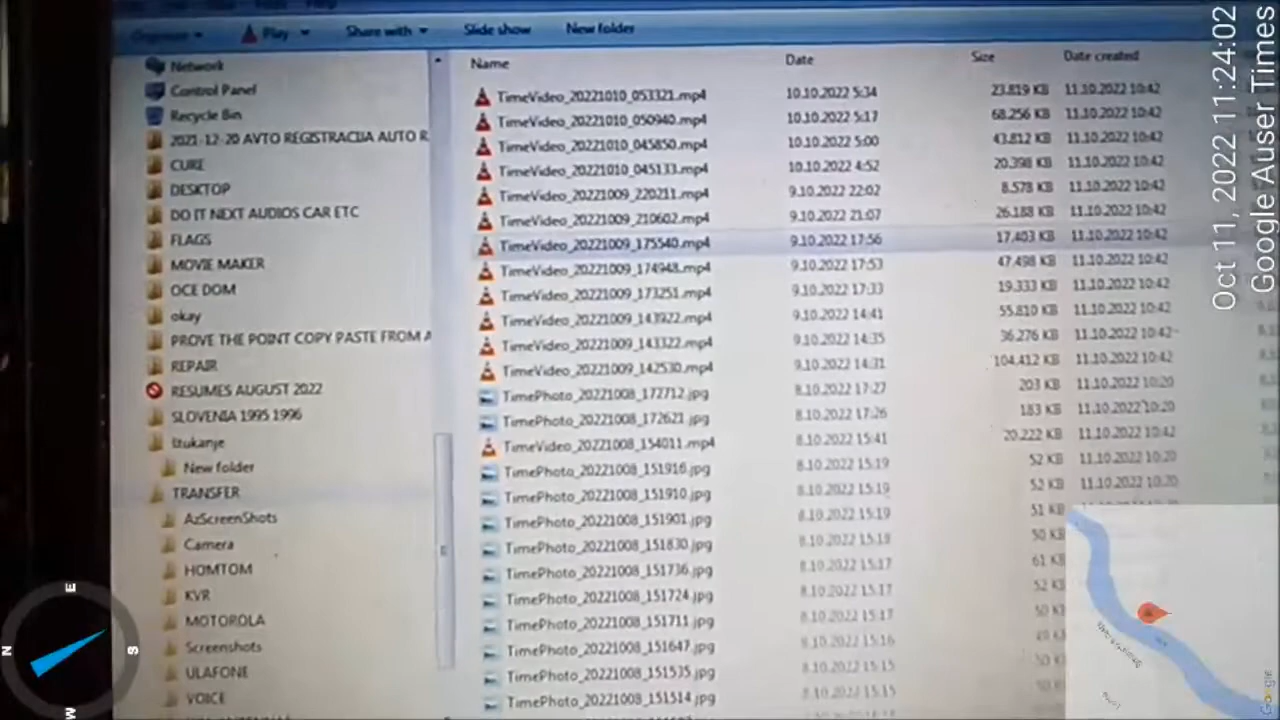 Organize Play Share with Slide show New folder
Name Date Size Date created
Network
Control Panel
Recycle Bin
2021-12-20 AVTO REGISTRACIJA AUTO R
CURE
DESKTOP
DO IT NEXT AUDIOS CAR ETC
FLAGS
MOVIE MAKER
OCE DOM
okay
PROVE THE POINT COPY PASTE FROM A
REPAIR
RESUMES AUGUST 2022
SLOVENIA 1995 1996
štukanje
New folder
TRANSFER
AzScreenShots
Camera
HOMTOM
KVR
MOTOROLA
Screenshots
ULAFONE
VOICE
TimeVideo_20221010_053321.mp4 10.10.2022 5:34 23.819 KB 11.10.2022 10:42
TimeVideo_20221010_050940.mp4 10.10.2022 5:17 68.256 KB 11.10.2022 10:42
TimeVideo_20221010_045850.mp4 10.10.2022 5:00 43.812 KB 11.10.2022 10:42
TimeVideo_20221010_045133.mp4 10.10.2022 4:52 20.398 KB 11.10.2022 10:42
TimeVideo_20221009_220211.mp4 9.10.2022 22:02 8.578 KB 11.10.2022 10:42
TimeVideo_20221009_210602.mp4 9.10.2022 21:07 26.188 KB 11.10.2022 10:42
TimeVideo_20221009_175540.mp4 9.10.2022 17:56 17.403 KB 11.10.2022 10:42
TimeVideo_20221009_174948.mp4 9.10.2022 17:53 47.498 KB 11.10.2022 10:42
TimeVideo_20221009_173251.mp4 9.10.2022 17:33 19.333 KB 11.10.2022 10:42
TimeVideo_20221009_143922.mp4 9.10.2022 14:41 55.810 KB 11.10.2022 10:42
TimeVideo_20221009_143322.mp4 9.10.2022 14:35 36.276 KB 11.10.2022 10:42
TimeVideo_20221009_142530.mp4 9.10.2022 14:31 104.412 KB 11.10.2022 10:42
TimePhoto_20221008_172712.jpg 8.10.2022 17:27 203 KB 11.10.2022 10:20
TimePhoto_20221008_172621.jpg 8.10.2022 17:26 183 KB 11.10.2022 10:20
TimeVideo_20221008_154011.mp4 8.10.2022 15:41 20.222 KB 11.10.2022 10:42
TimePhoto_20221008_151916.jpg 8.10.2022 15:19 52 KB 11.10.2022 10:20
TimePhoto_20221008_151910.jpg 8.10.2022 15:19 52 KB 11.10.2022 10:20
TimePhoto_20221008_151901.jpg 8.10.2022 15:19 51 KB
TimePhoto_20221008_151830.jpg 8.10.2022 15:18 50 KB
TimePhoto_20221008_151736.jpg 8.10.2022 15:17 61 KB
TimePhoto_20221008_151724.jpg 8.10.2022 15:17 52 KB
TimePhoto_20221008_151711.jpg 8.10.2022 15:17 50 KB
TimePhoto_20221008_151647.jpg 8.10.2022 15:16 49 KB
TimePhoto_20221008_151535.jpg 8.10.2022 15:15 50 KB
TimePhoto_20221008_151514.jpg 8.10.2022 15:15
Oct 11, 2022 11:24:02
Google Auser Times
N
E
S
W
Google